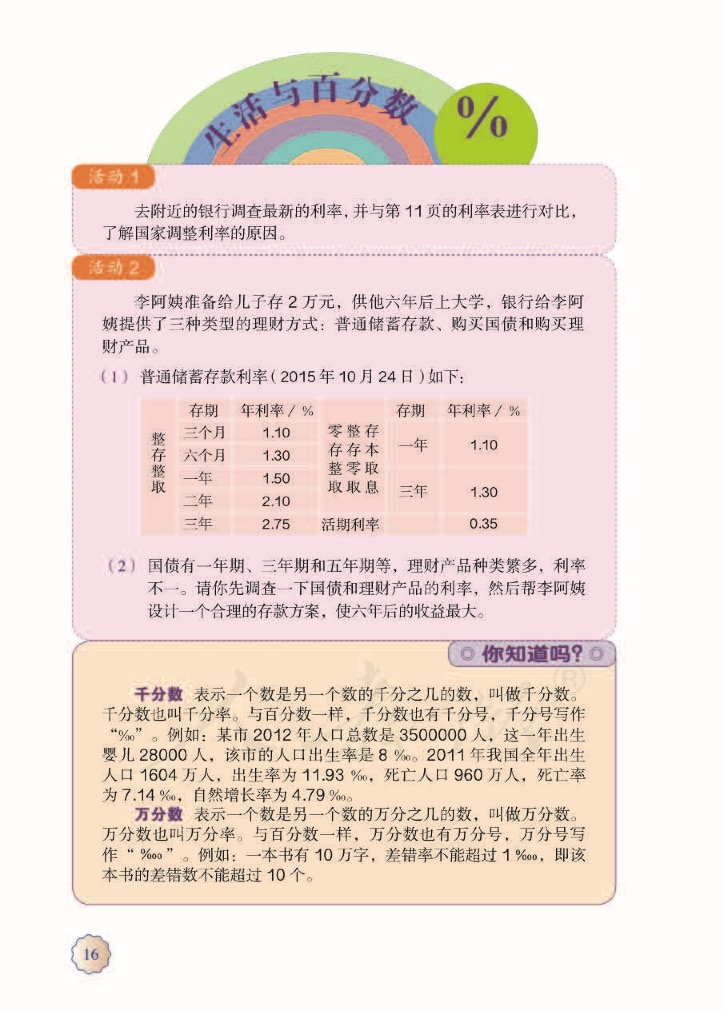 生活与百分数
%
活动 1
去附近的银行调查最新的利率，并与第 11 页的利率表进行对比，
了解国家调整利率的原因。
活动 2
李阿姨准备给儿子存 2 万元，供他六年后上大学，银行给李阿
姨提供了三种类型的理财方式：普通储蓄存款、购买国债和购买理
财产品。
（1） 普通储蓄存款利率（2015 年 10 月 24 日）如下：
存期 年利率 / % 存期 年利率 / %
整存整取
三个月 1.10
六个月 1.30
一年 1.50
二年 2.10
三年 2.75
零存整取 整存零取 存本取息
一年 1.10
三年 1.30
活期利率 0.35
（2） 国债有一年期、三年期和五年期等，理财产品种类繁多，利率
不一。请你先调查一下国债和理财产品的利率，然后帮李阿姨
设计一个合理的存款方案，使六年后的收益最大。
◎ 你知道吗？◎
千分数 表示一个数是另一个数的千分之几的数，叫做千分数。
千分数也叫千分率。与百分数一样，千分数也有千分号，千分号写作
“‰”。例如：某市 2012 年人口总数是 3500000 人，这一年出生
婴儿 28000 人，该市的人口出生率是 8 ‰。2011 年我国全年出生
人口 1604 万人，出生率为 11.93 ‰，死亡人口 960 万人，死亡率
为 7.14 ‰，自然增长率为 4.79 ‰。
万分数 表示一个数是另一个数的万分之几的数，叫做万分数。
万分数也叫万分率。与百分数一样，万分数也有万分号，万分号写
作“ ‱ ”。例如：一本书有 10 万字，差错率不能超过 1 ‱，即该
本书的差错数不能超过 10 个。
16